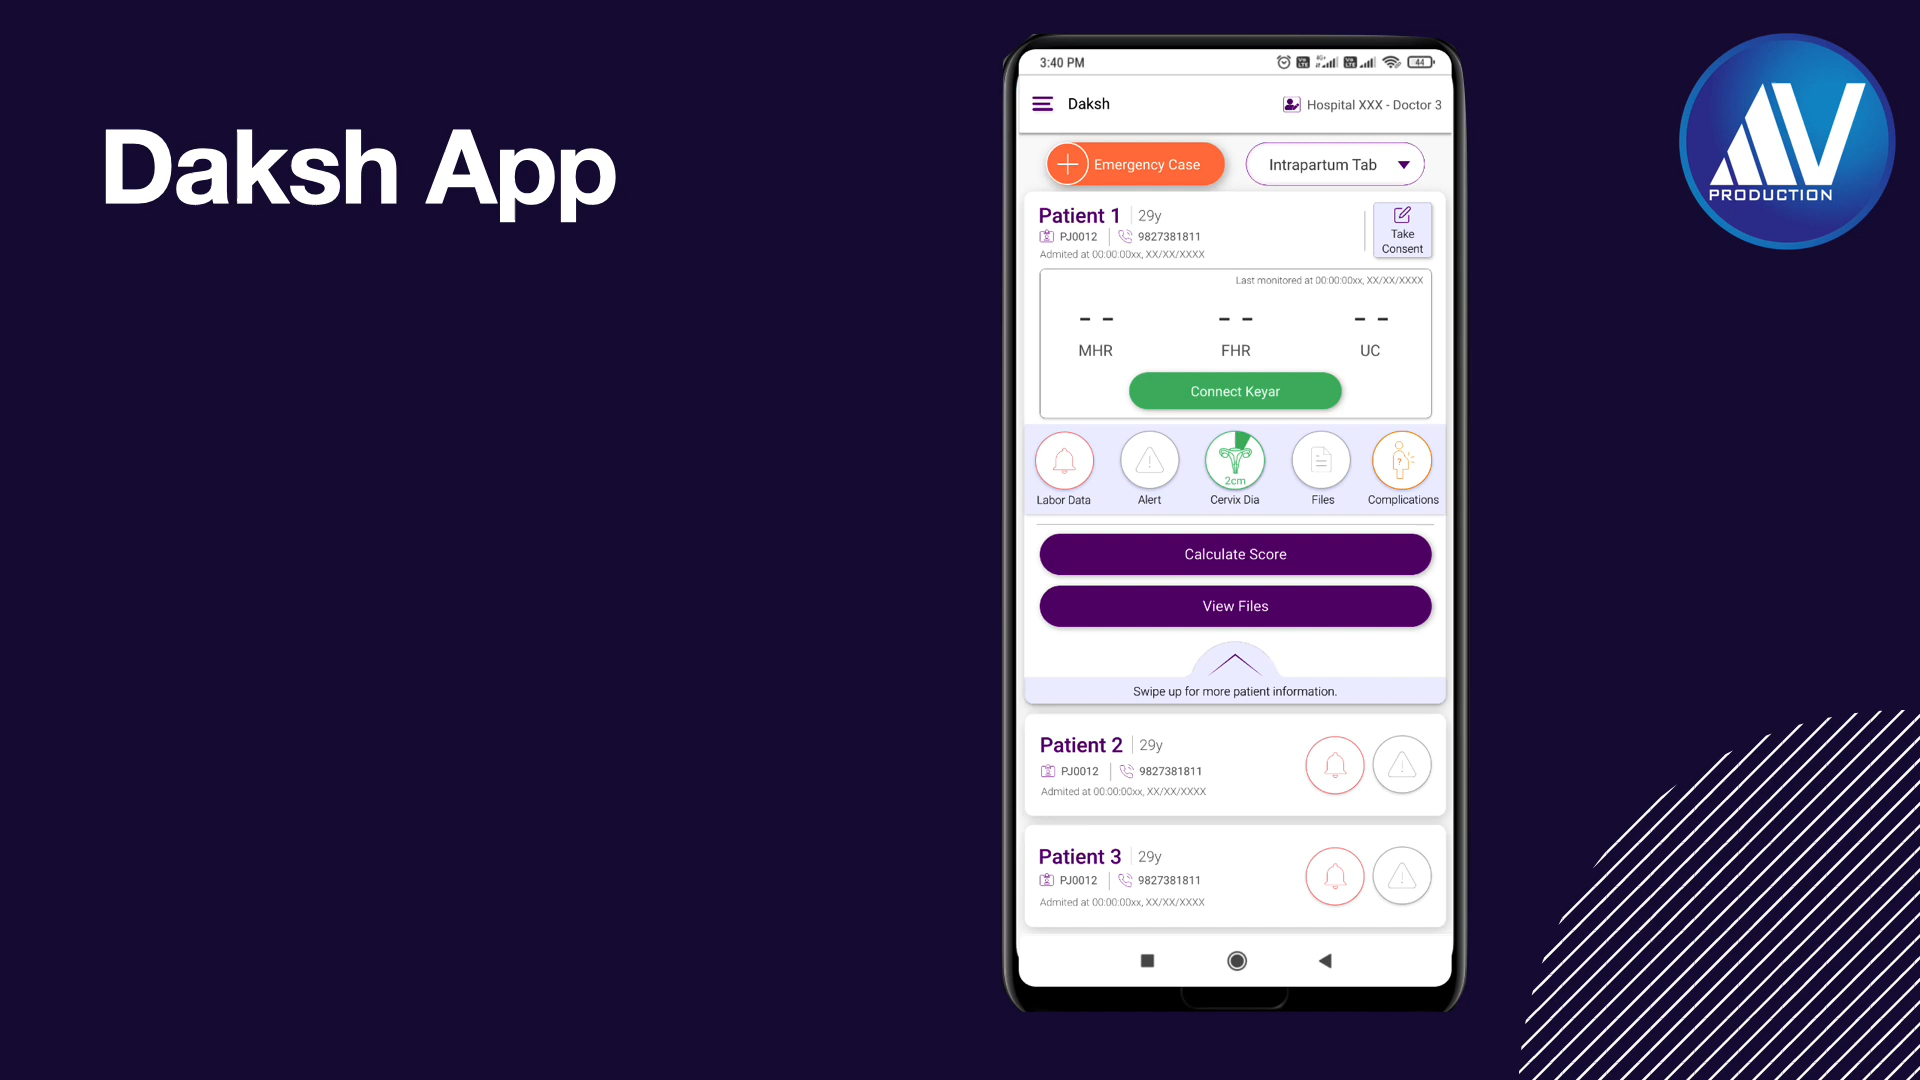 Daksh App
PRODUCTION
3:40 PM
44
Daksh
Hospital XXX - Doctor 3
Emergency Case
Intrapartum Tab
Patient 1 29y
PJ0012 9827381811
Admited at 00:00:00xx, XX/XX/XXXX
Take
Consent
Last monitored at 00:00:00xx, XX/XX/XXXX
-- -- --
MHR FHR UC
Connect Keyar
2cm
Labor Data Alert Cervix Dia Files Complications
Calculate Score
View Files
Swipe up for more patient information.
Patient 2 29y
PJ0012 9827381811
Admited at 00:00:00xx, XX/XX/XXXX
Patient 3 29y
PJ0012 9827381811
Admited at 00:00:00xx, XX/XX/XXXX